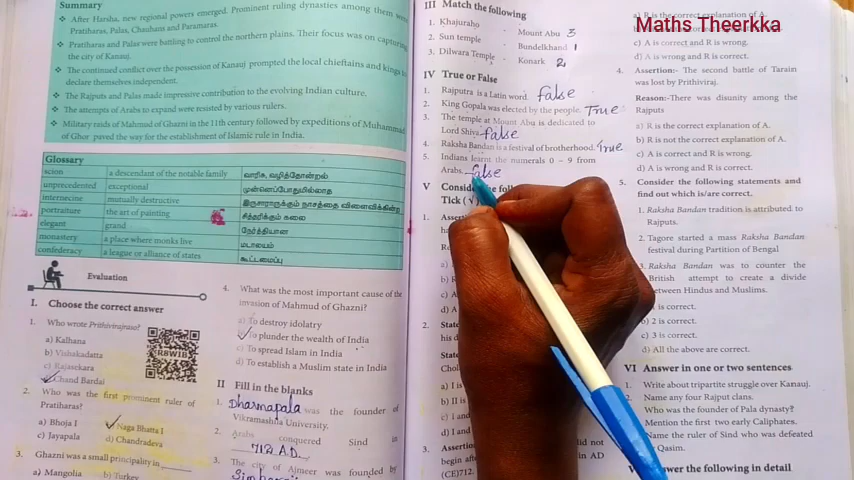 Summary
❖ After Harsha, new regional powers emerged. Prominent ruling dynasties among them were
Pratiharas, Palas, Chauhans and Paramaras.
❖ Pratiharas and Palas were battling to control the northern plains. Their focus was on capturing
the city of Kanauj.
❖ The continued conflict over the possession of Kanauj prompted the local chieftains and kings to
declare themselves independent.
❖ The Rajputs and Palas made impressive contribution to the evolving Indian culture.
❖ The attempts of Arabs to expand were resisted by various rulers.
❖ Military raids of Mahmud of Ghazni in the 11th century followed by expeditions of Muhammad
of Ghor paved the way for the establishment of Islamic rule in India.
Glossary
scion a descendant of the notable family வாரிசு, வழித்தோன்றல்
unprecedented exceptional முன்னெப்போதுமில்லாத
internecine mutually destructive இருசாராருக்கும் நாசத்தை விளைவிக்கின்ற
portraiture the art of painting சித்தரிக்கும் கலை
elegant grand நேர்த்தியான
monastery a place where monks live மடாலயம்
confederacy a league or alliance of states கூட்டமைப்பு
Evaluation
I. Choose the correct answer
1. Who wrote Prithivirajraso?
a) Kalhana
b) Vishakadatta
c) Rajasekara
d) Chand Bardai
R8WIB
2. Who was the first prominent ruler of
Pratiharas?
a) Bhoja I b) Naga Bhatta I
c) Jayapala d) Chandradeva
3. Ghazni was a small principality in
a) Mangolia b) Turkey
4. What was the most important cause of the
invasion of Mahmud of Ghazni?
a) To destroy idolatry
b) To plunder the wealth of India
c) To spread Islam in India
d) To establish a Muslim state in India
II Fill in the blanks
1. Dharmapala was the founder of
Vikramashila University.
2. Arabs conquered Sind in
712 A.D.
3. The city of Ajmeer was founded by
III Match the following
1. Khajuraho - Mount Abu 3
2. Sun temple - Bundelkhand 1
3. Dilwara Temple - Konark 2
IV True or False
1. Rajputra is a Latin word. False
2. King Gopala was elected by the people. True
3. The temple at Mount Abu is dedicated to
Lord Shiva. False
4. Raksha Bandan is a festival of brotherhood. True
5. Indians learnt the numerals 0 – 9 from
Arabs. False
V Consider the
Tick (√)
1.
2.
his d
a) I is
b) II is
c) I and
d) I and
3. did not
begin in AD
(CE)712.
a) R is the correct explanation of A.
Maths Theerkka
c) A is correct and R is wrong.
d) A is wrong and R is correct.
4. Assertion:- The second battle of Tarain
was lost by Prithiviraj.
Reason:-There was disunity among the
Rajputs
a) R is the correct explanation of A.
b) R is not the correct explanation of A.
c) A is correct and R is wrong.
d) A is wrong and R is correct.
5. Consider the following statements and
find out which is/are correct.
1. Raksha Bandan tradition is attributed to
Rajputs.
2. Tagore started a mass Raksha Bandan
festival during Partition of Bengal
3. Raksha Bandan was to counter the
British attempt to create a divide
between Hindus and Muslims.
is correct.
b) 2 is correct.
c) 3 is correct.
d) All the above are correct.
VI Answer in one or two sentences
1. Write about tripartite struggle over Kanauj.
2. Name any four Rajput clans.
Who was the founder of Pala dynasty?
Mention the first two early Caliphates.
Name the ruler of Sind who was defeated
Qasim.
Answer the following in detail